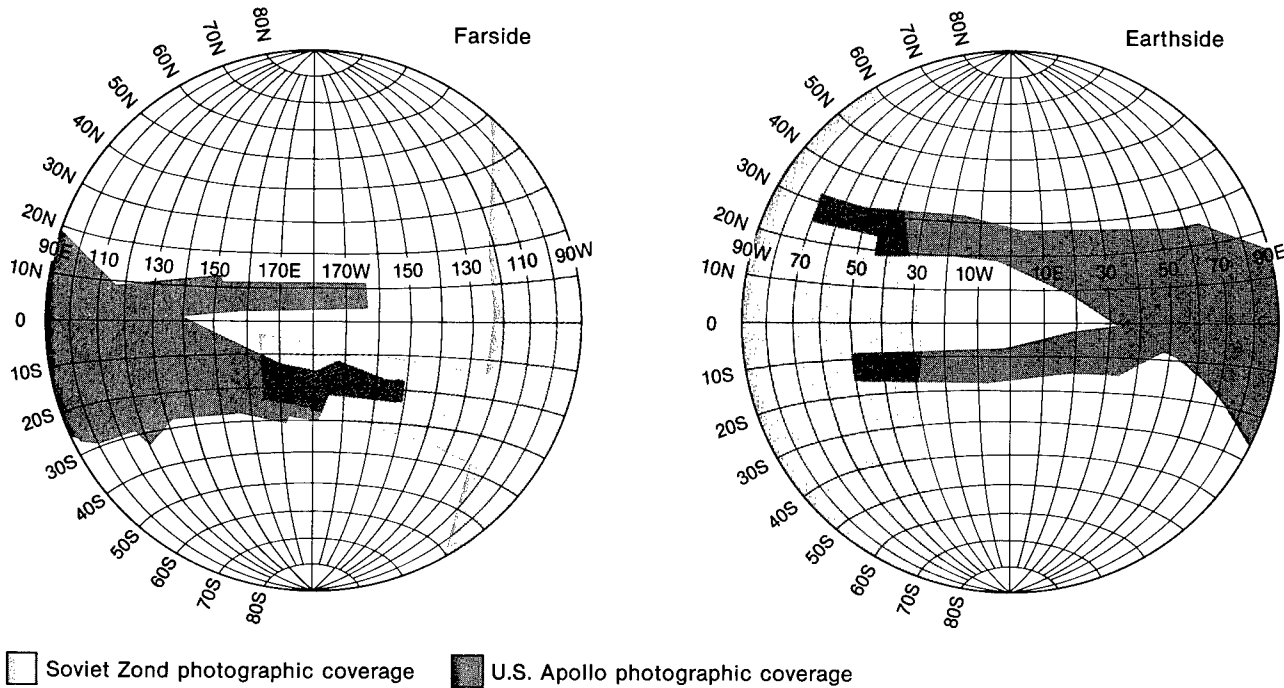 Farside
80N
70N
60N
50N
40N
30N
20N
90E 110 130 150 170E 170W 150 130 110 90W
10N
0
10S
20S
30S
40S
50S
60S
70S
80S
Earthside
80N
70N
60N
50N
40N
30N
20N
90W 70 50 30 10W 10E 30 50 70 90E
10N
0
10S
20S
30S
40S
50S
60S
70S
80S
Soviet Zond photographic coverage
U.S. Apollo photographic coverage